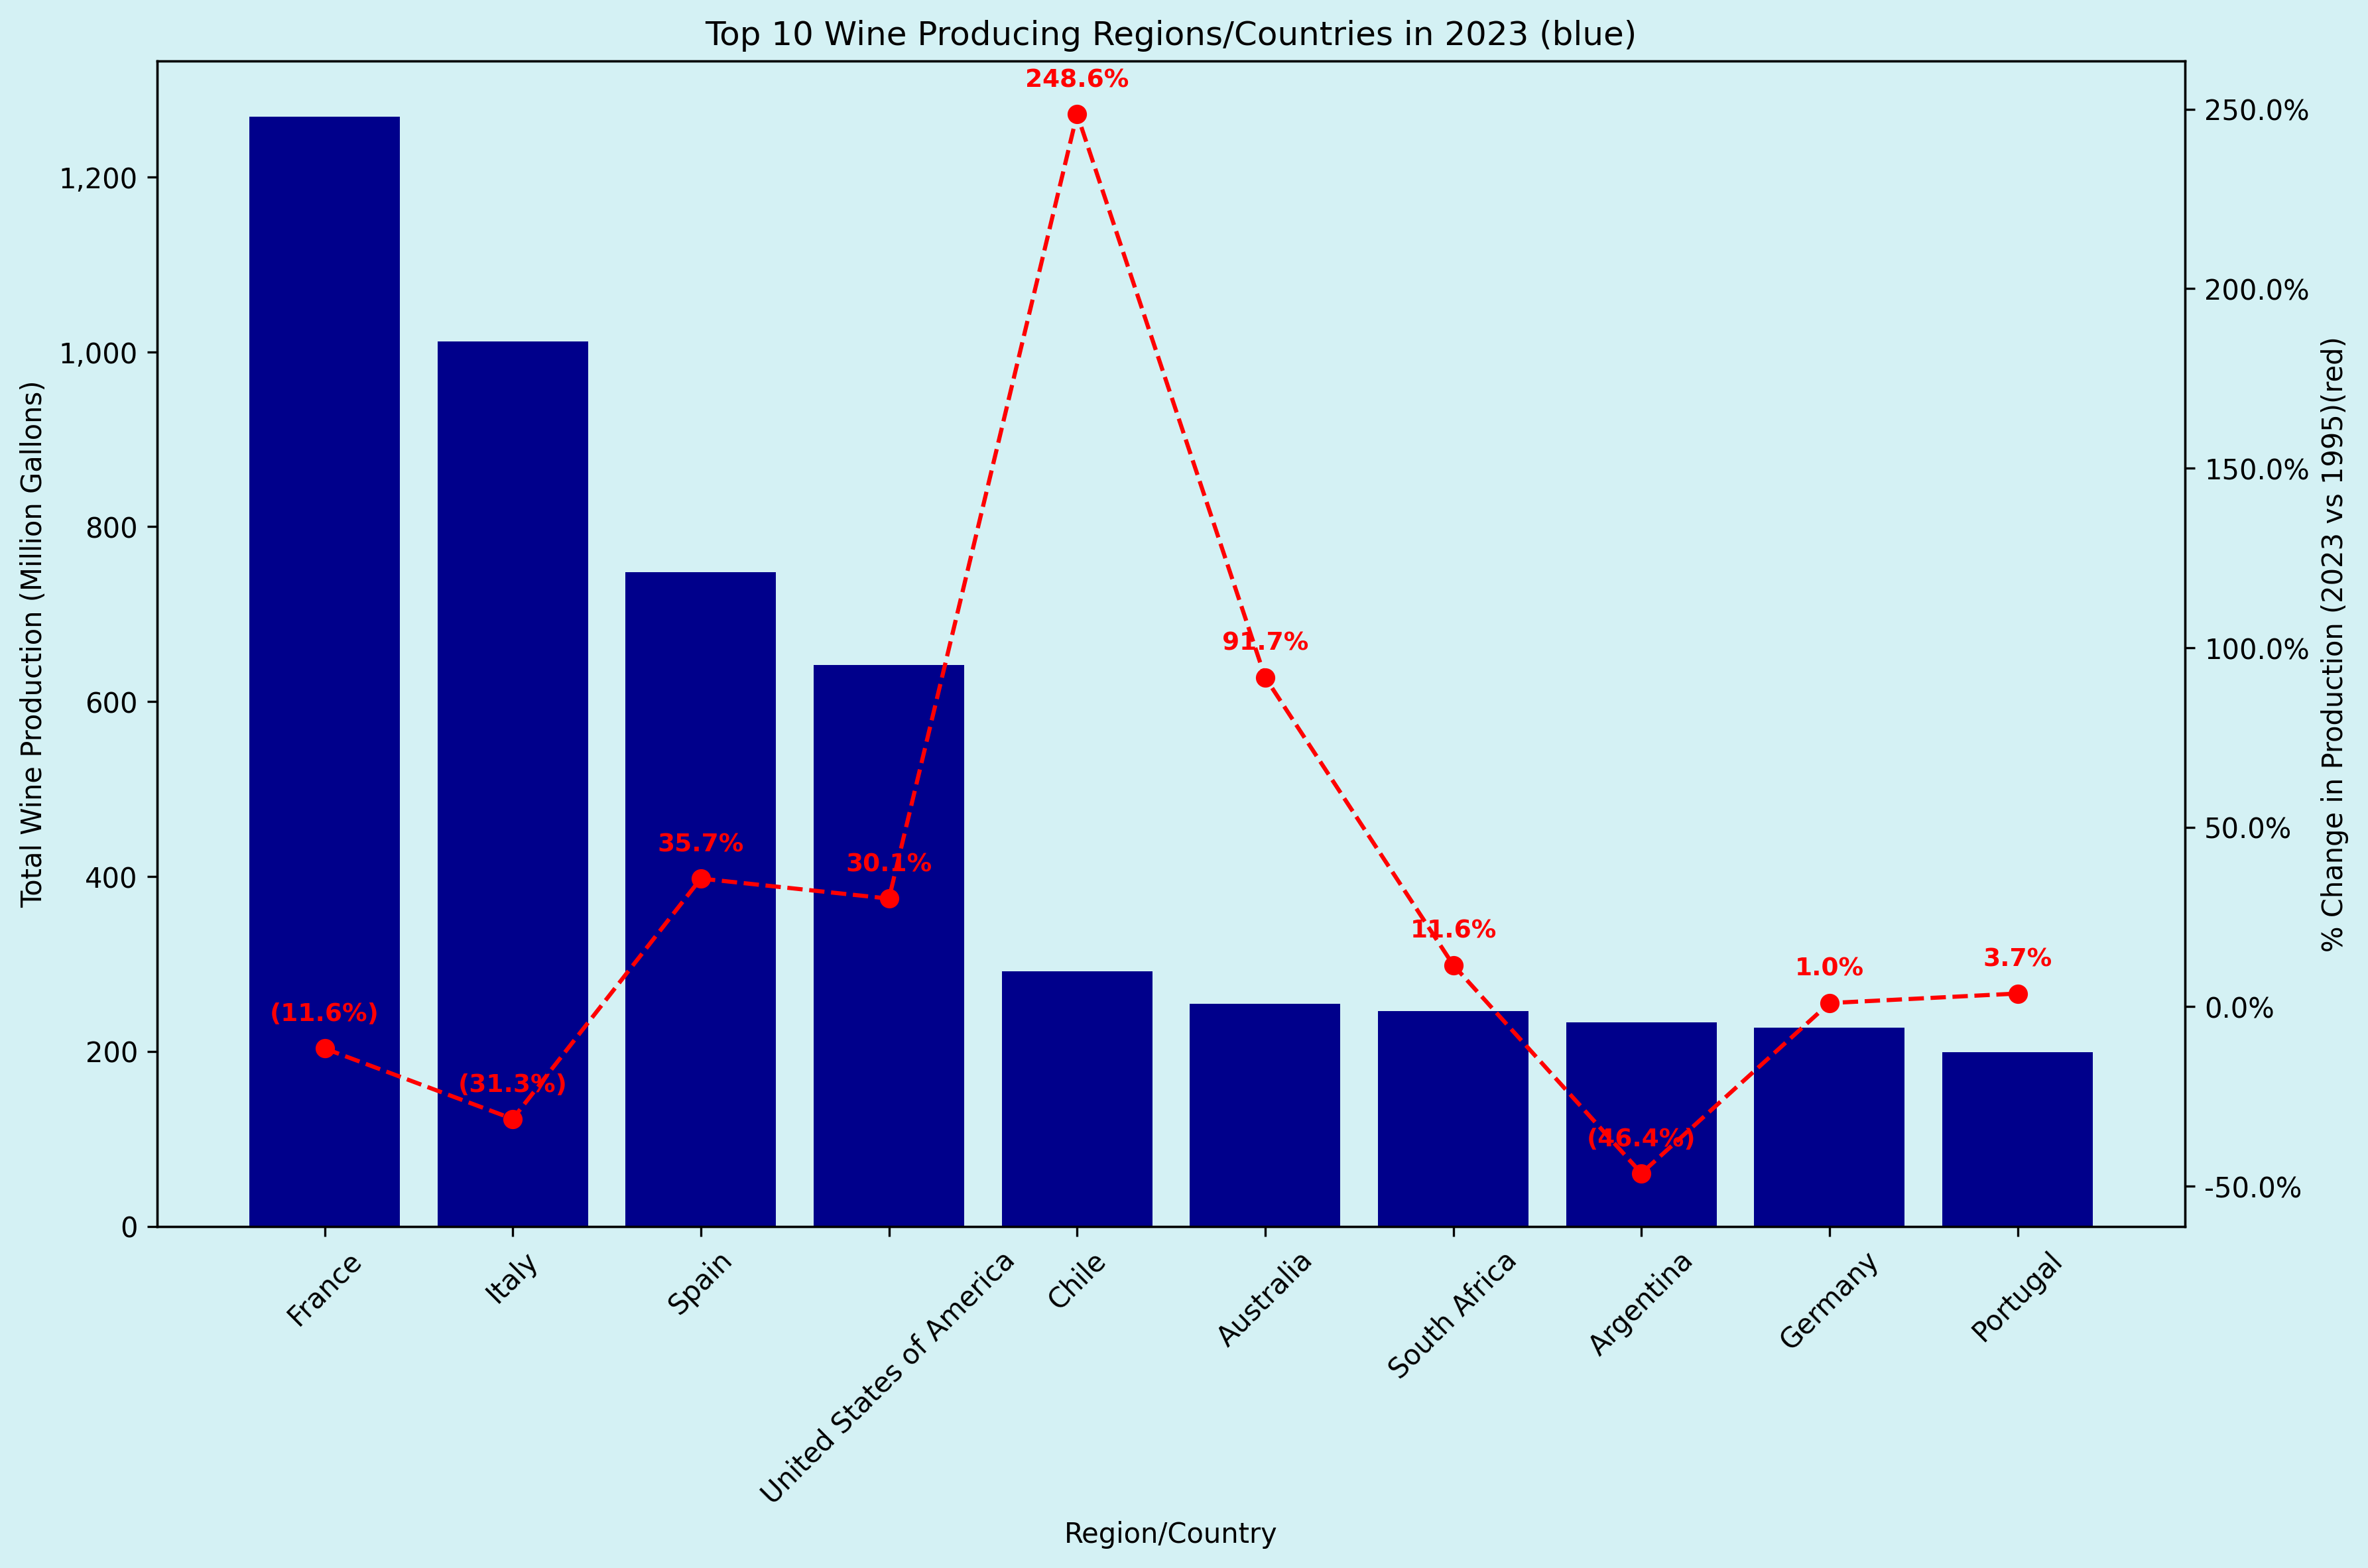 Top 10 Wine Producing Regions/Countries in 2023 (blue)
Total Wine Production (Million Gallons)
1,200
1,000
800
600
400
200
0
248.6%
91.7%
35.7%
30.1%
11.6%
3.7%
1.0%
(11.6%)
(31.3%)
(46.4%)
250.0%
200.0%
150.0%
100.0%
50.0%
0.0%
-50.0%
% Change in Production (2023 vs 1995)(red)
France
Italy
Spain
United States of America
Chile
Australia
South Africa
Argentina
Germany
Portugal
Region/Country